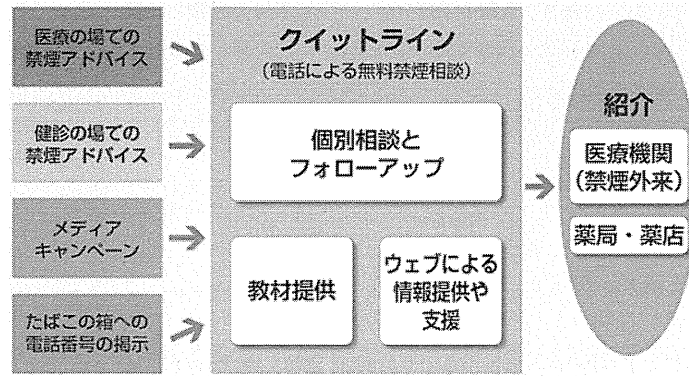 医療の場での
禁煙アドバイス
健診の場での
禁煙アドバイス
メディア
キャンペーン
たばこの箱への
電話番号の掲示
クイットライン
（電話による無料禁煙相談）
個別相談と
フォローアップ
教材提供
ウェブによる
情報提供や
支援
紹介
医療機関
（禁煙外来）
薬局・薬店